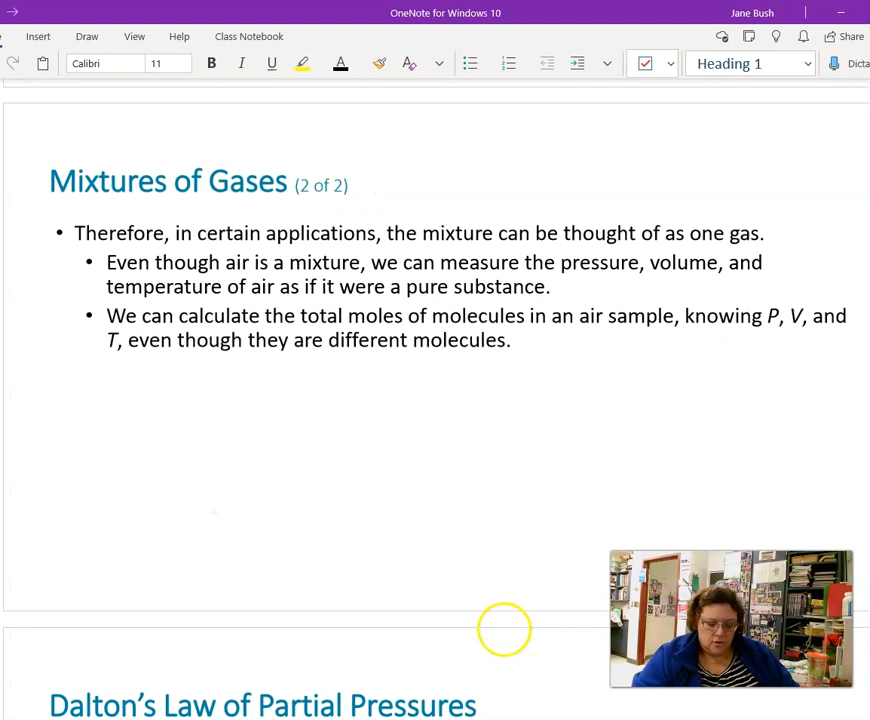 OneNote for Windows 10
Jane Bush
Insert
Draw
View
Help
Class Notebook
Share
Calibri
11
B
I
U
A
A
Heading 1
Dicta
Mixtures of Gases (2 of 2)
• Therefore, in certain applications, the mixture can be thought of as one gas.
• Even though air is a mixture, we can measure the pressure, volume, and
temperature of air as if it were a pure substance.
• We can calculate the total moles of molecules in an air sample, knowing P, V, and
T, even though they are different molecules.
Dalton's Law of Partial Pressures